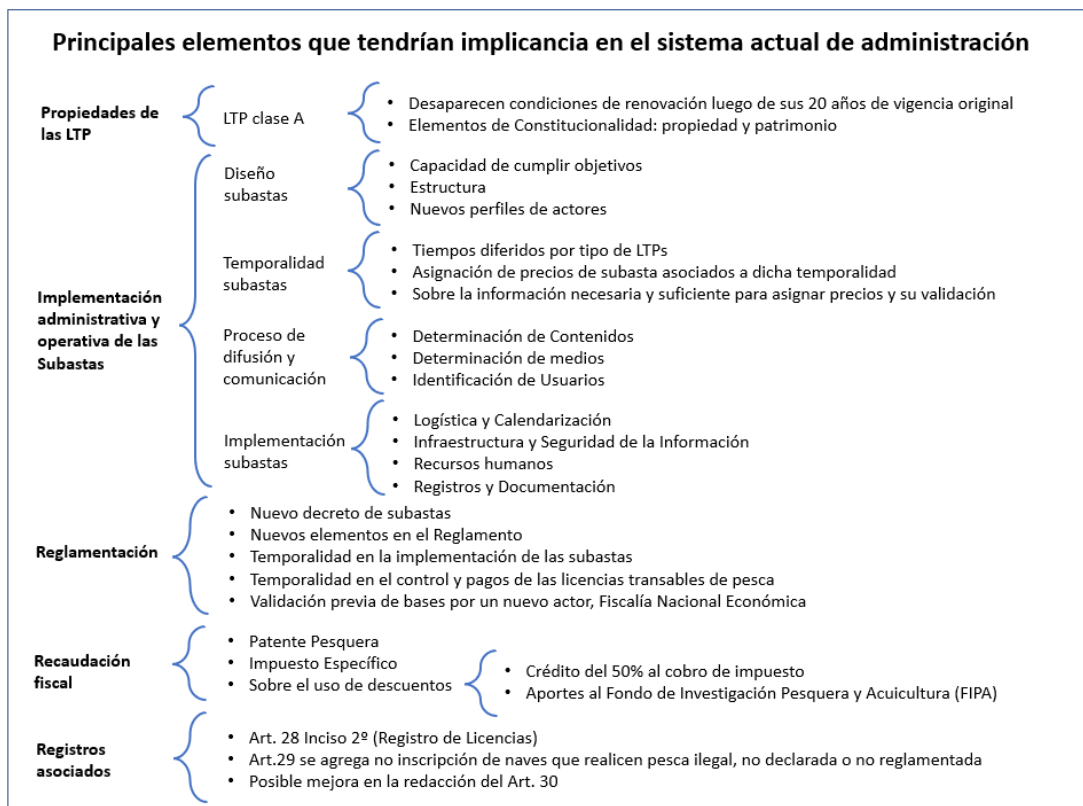 Principales elementos que tendrían implicancia en el sistema actual de administración
Propiedades de
las LTP
LTP clase A
• Desaparecen condiciones de renovación luego de sus 20 años de vigencia original
• Elementos de Constitucionalidad: propiedad y patrimonio
Implementación
administrativa y
operativa de las
Subastas
Diseño
subastas
• Capacidad de cumplir objetivos
• Estructura
• Nuevos perfiles de actores
Temporalidad
subastas
• Tiempos diferidos por tipo de LTPs
• Asignación de precios de subasta asociados a dicha temporalidad
• Sobre la información necesaria y suficiente para asignar precios y su validación
Proceso de
difusión y
comunicación
• Determinación de Contenidos
• Determinación de medios
• Identificación de Usuarios
Implementación
subastas
• Logística y Calendarización
• Infraestructura y Seguridad de la Información
• Recursos humanos
• Registros y Documentación
Reglamentación
• Nuevo decreto de subastas
• Nuevos elementos en el Reglamento
• Temporalidad en la implementación de las subastas
• Temporalidad en el control y pagos de las licencias transables de pesca
• Validación previa de bases por un nuevo actor, Fiscalía Nacional Económica
Recaudación
fiscal
• Patente Pesquera
• Impuesto Específico
• Sobre el uso de descuentos
• Crédito del 50% al cobro de impuesto
• Aportes al Fondo de Investigación Pesquera y Acuicultura (FIPA)
Registros
asociados
• Art. 28 Inciso 2º (Registro de Licencias)
• Art.29 se agrega no inscripción de naves que realicen pesca ilegal, no declarada o no reglamentada
• Posible mejora en la redacción del Art. 30